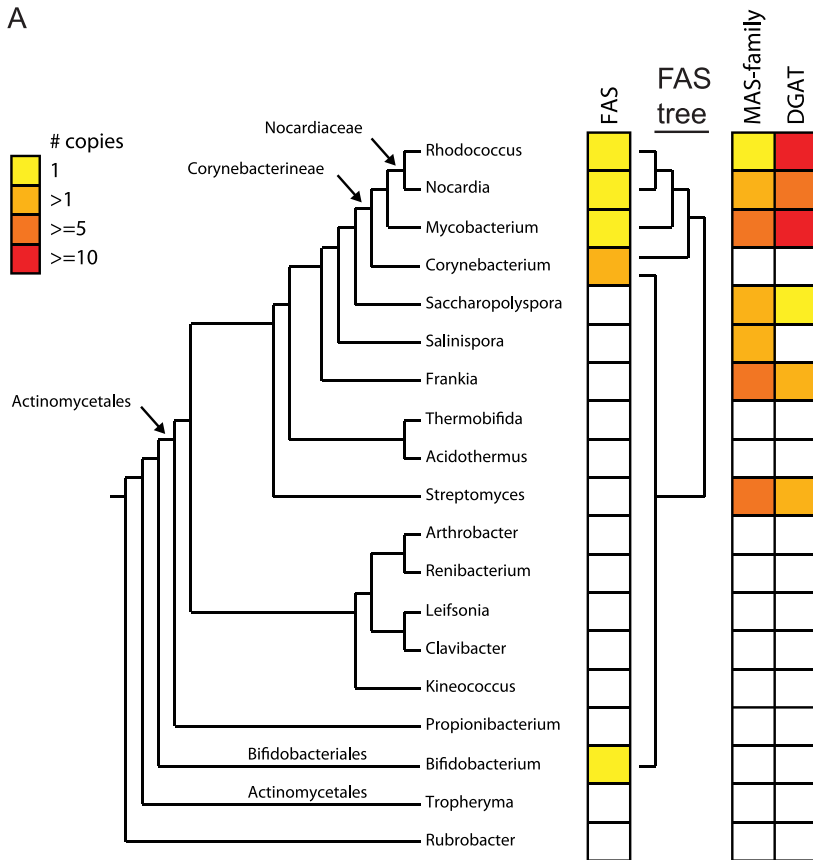 A
# copies
1
>1
>=5
>=10
Nocardiaceae
Corynebacterineae
Actinomycetales
Bifidobacteriales
Actinomycetales
FAS
FAS
tree
MAS-family
DGAT
Rhodococcus
Nocardia
Mycobacterium
Corynebacterium
Saccharopolyspora
Salinispora
Frankia
Thermobifida
Acidothermus
Streptomyces
Arthrobacter
Renibacterium
Leifsonia
Clavibacter
Kineococcus
Propionibacterium
Bifidobacterium
Tropheryma
Rubrobacter